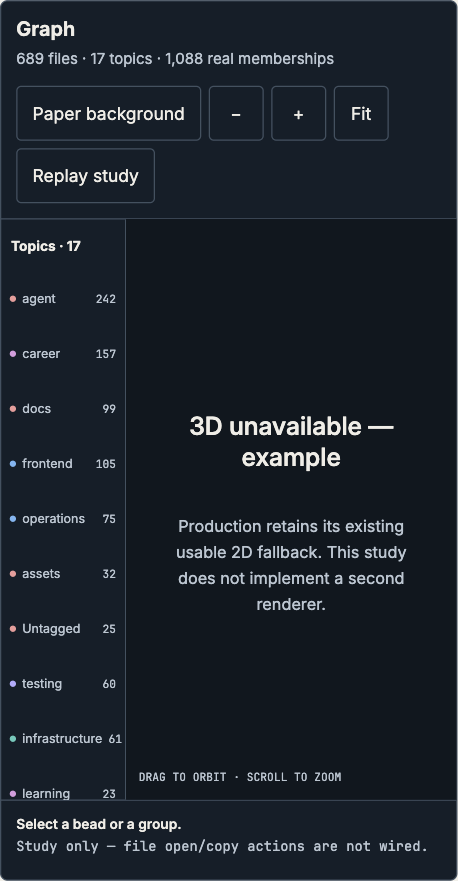 Graph
689 files · 17 topics · 1,088 real memberships
Paper background − + Fit
Replay study
Topics · 17
agent 242
career 157
docs 99
frontend 105
operations 75
assets 32
Untagged 25
testing 60
infrastructure 61
learning 23
3D unavailable —
example
Production retains its existing
usable 2D fallback. This study
does not implement a second
renderer.
DRAG TO ORBIT · SCROLL TO ZOOM
Select a bead or a group.
Study only — file open/copy actions are not wired.